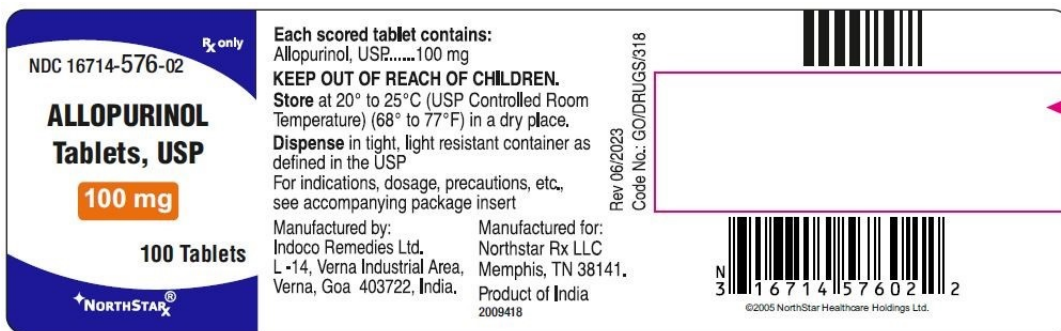 Rx only
NDC 16714-576-02
ALLOPURINOL
Tablets, USP
100 mg
100 Tablets
NORTHSTARx®
Each scored tablet contains:
Allopurinol, USP.......100 mg
KEEP OUT OF REACH OF CHILDREN.
Store at 20° to 25°C (USP Controlled Room
Temperature) (68° to 77°F) in a dry place.
Dispense in tight, light resistant container as
defined in the USP
For indications, dosage, precautions, etc.,
see accompanying package insert
Manufactured by:
Indoco Remedies Ltd.
L -14, Verna Industrial Area,
Verna, Goa 403722, India.
Manufactured for:
Northstar Rx LLC
Memphis, TN 38141.
Product of India
2009418
Rev 06/2023
Code No.: GO/DRUGS/318
N
3 16714 57602 2
©2005 NorthStar Healthcare Holdings Ltd.